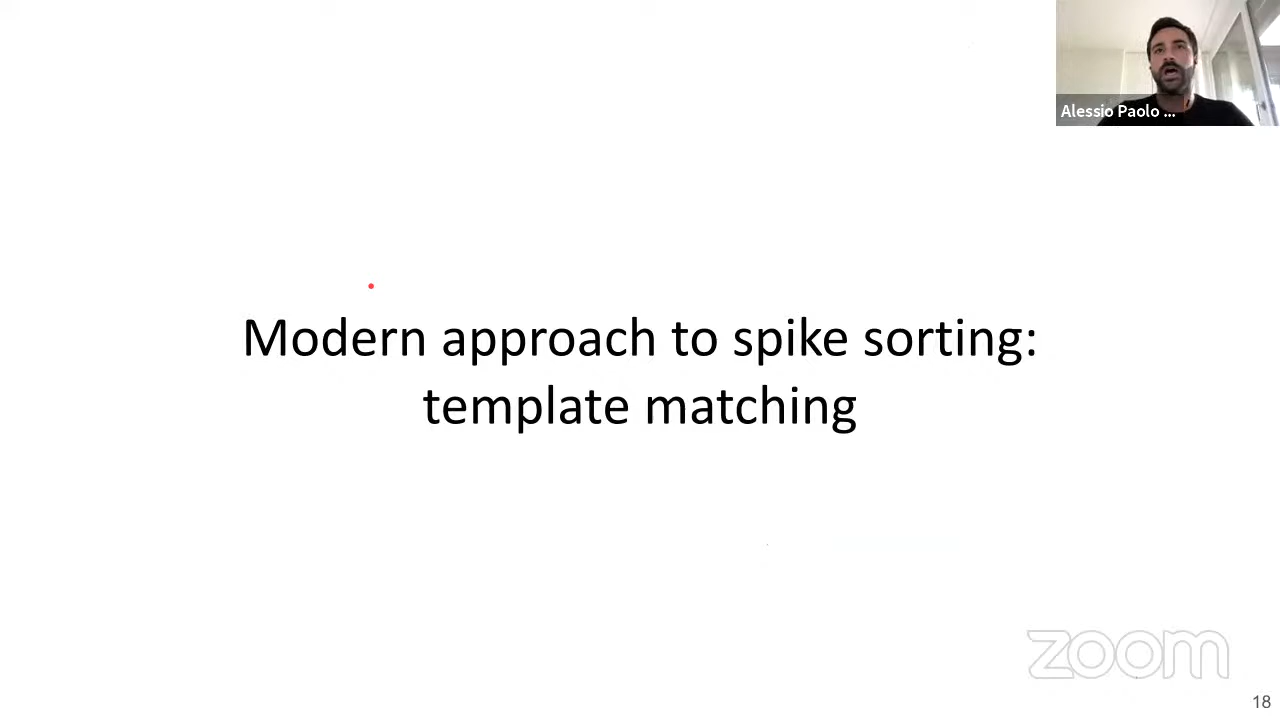 Alessio Paolo ...
Modern approach to spike sorting:
template matching
zoom
18